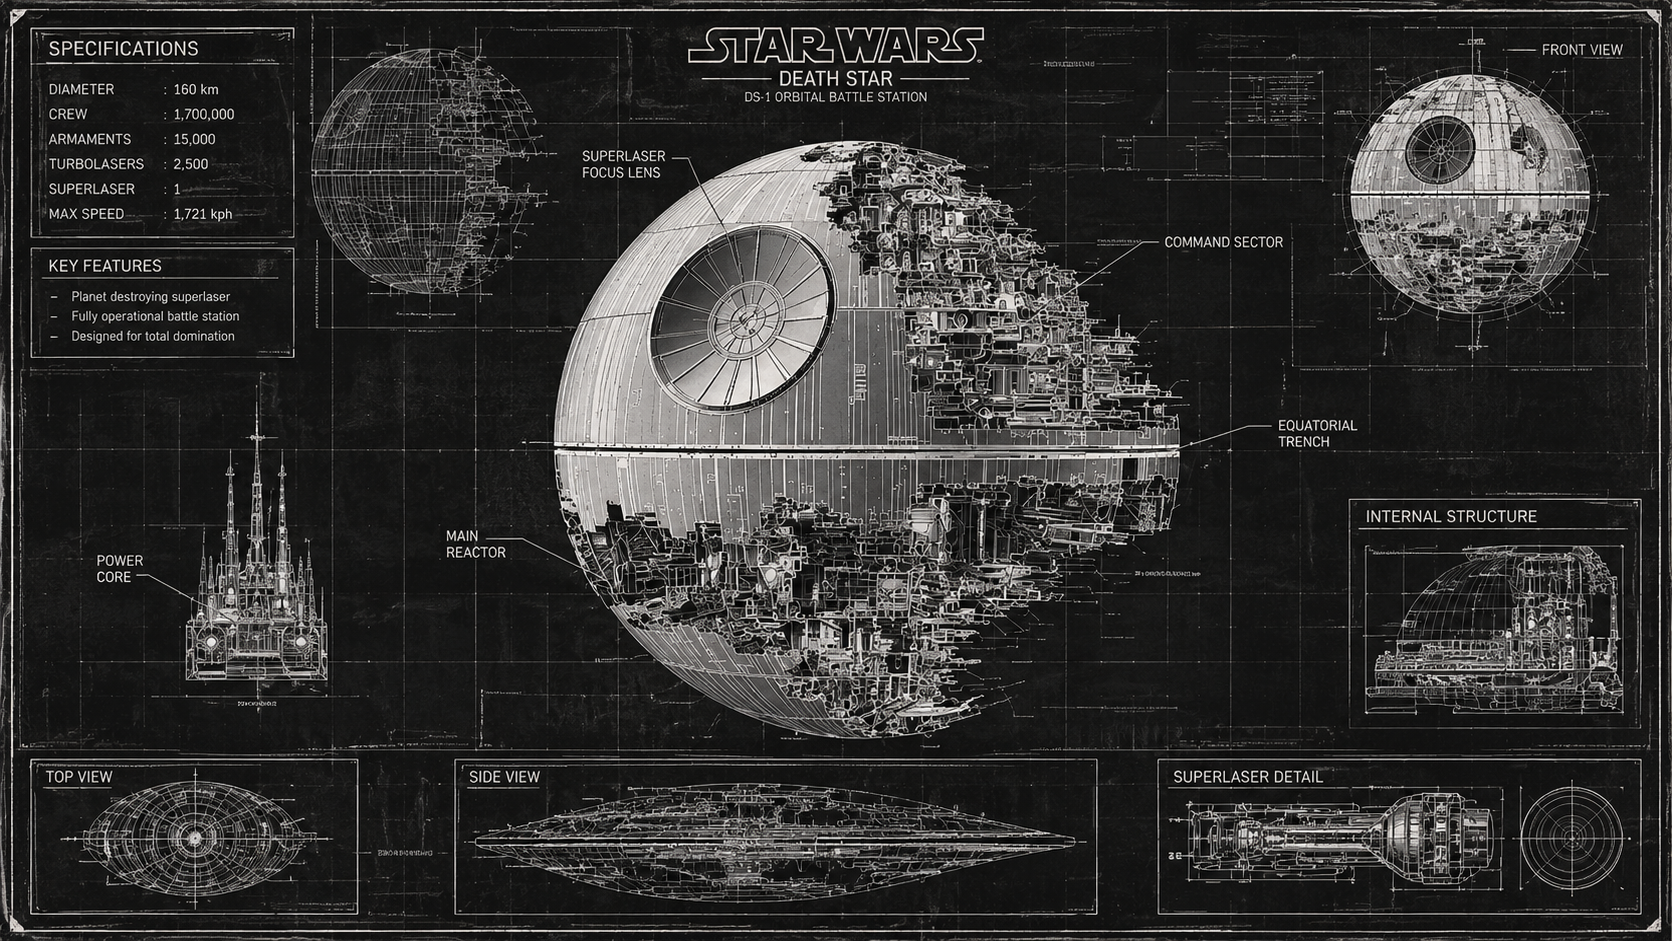 SPECIFICATIONS
DIAMETER : 160 km
CREW : 1,700,000
ARMAMENTS : 15,000
TURBOLASERS : 2,500
SUPERLASER : 1
MAX SPEED : 1,721 kph
KEY FEATURES
– Planet destroying superlaser
– Fully operational battle station
– Designed for total domination
STAR WARS
DEATH STAR
DS-1 ORBITAL BATTLE STATION
FRONT VIEW
SUPERLASER
FOCUS LENS
COMMAND SECTOR
EQUATORIAL
TRENCH
MAIN
REACTOR
POWER
CORE
INTERNAL STRUCTURE
TOP VIEW
SIDE VIEW
SUPERLASER DETAIL